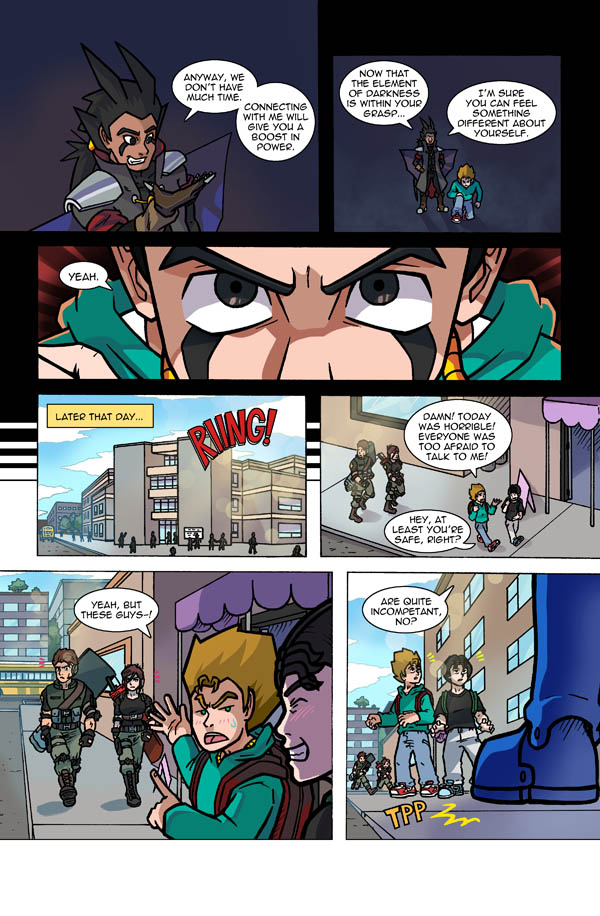 ANYWAY, WE
DON'T HAVE
MUCH TIME.
CONNECTING
WITH ME WILL
GIVE YOU A
BOOST IN
POWER.
NOW THAT
THE ELEMENT
OF DARKNESS
IS WITHIN YOUR
GRASP...
I'M SURE
YOU CAN FEEL
SOMETHING
DIFFERENT ABOUT
YOURSELF.
YEAH.
LATER THAT DAY...
RIING!
DAMN! TODAY
WAS HORRIBLE!
EVERYONE WAS
TOO AFRAID TO
TALK TO ME!
HEY, AT
LEAST YOU'RE
SAFE, RIGHT?
YEAH, BUT
THESE GUYS-!
ARE QUITE
INCOMPETANT,
NO?
TPP